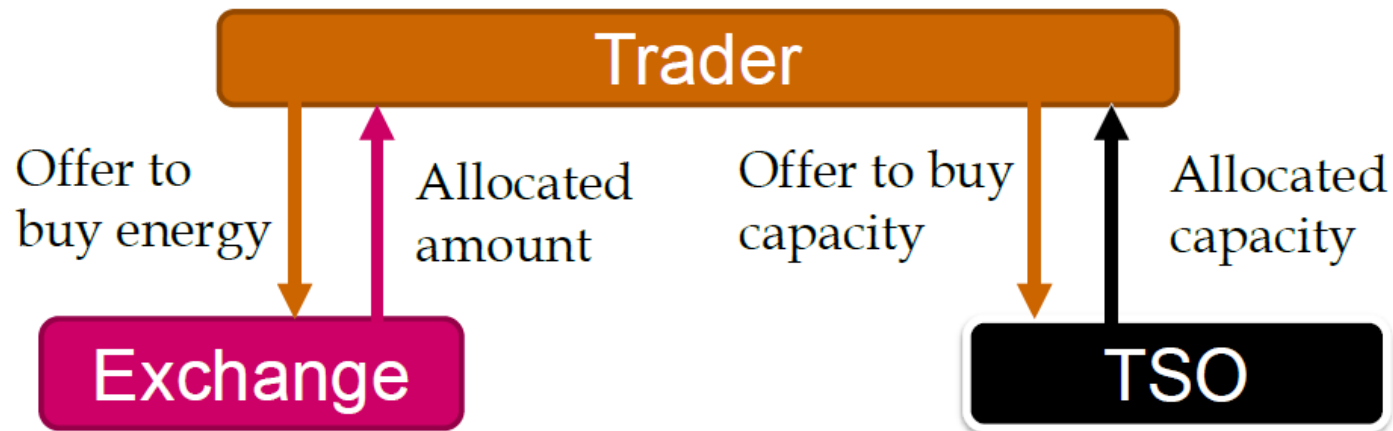 Trader
Offer to
buy energy
Allocated
amount
Offer to buy
capacity
Allocated
capacity
Exchange
TSO